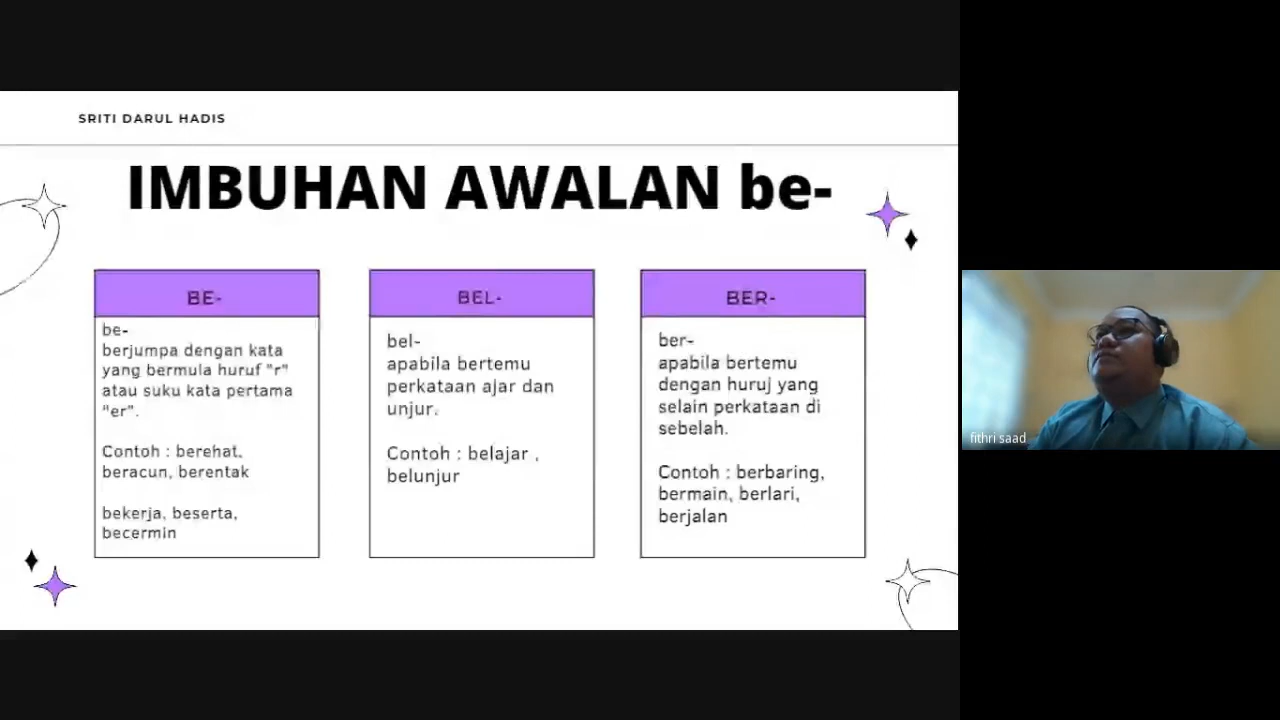 SRITI DARUL HADIS
IMBUHAN AWALAN be-
BE-
be-
berjumpa dengan kata
yang bermula huruf "r"
atau suku kata pertama
"er".
Contoh : berehat,
beracun, berentak
bekerja, beserta,
becermin
BEL-
bel-
apabila bertemu
perkataan ajar dan
unjur.
Contoh : belajar ,
belunjur
BER-
ber-
apabila bertemu
dengan huruj yang
selain perkataan di
sebelah.
Contoh : berbaring,
bermain, berlari,
berjalan
fithri saad